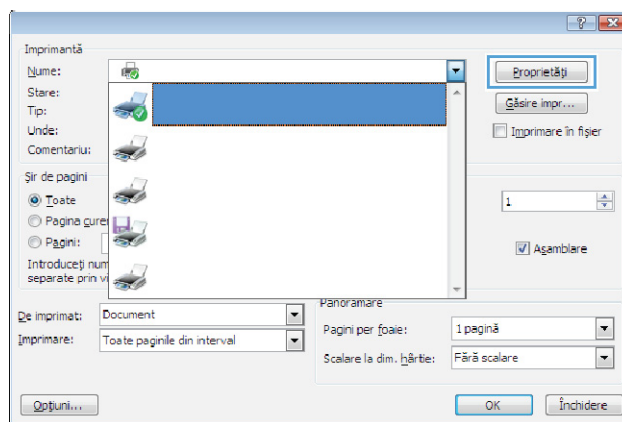 Imprimantă
Nume:
Proprietăți
Stare:
Găsire impr...
Tip:
Unde:
Imprimare în fișier
Comentariu:
Șir de pagini
Toate
1
Pagina
Pagini:
Asamblare
Introduceți
separate prin
Panoramare
De imprimat:
Document
Pagini per foaie:
1 pagină
Imprimare:
Toate paginile din interval
Scalare la dim. hârtie:
Fără scalare
Opțiuni...
OK
Închidere